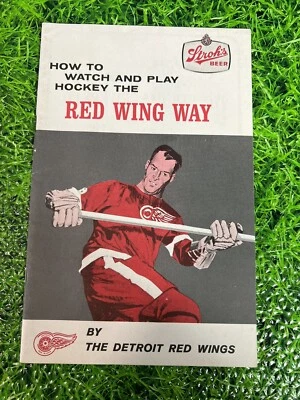 Stroh's
BEER
HOW TO
WATCH AND PLAY
HOCKEY THE
RED WING WAY
BY
THE DETROIT RED WINGS